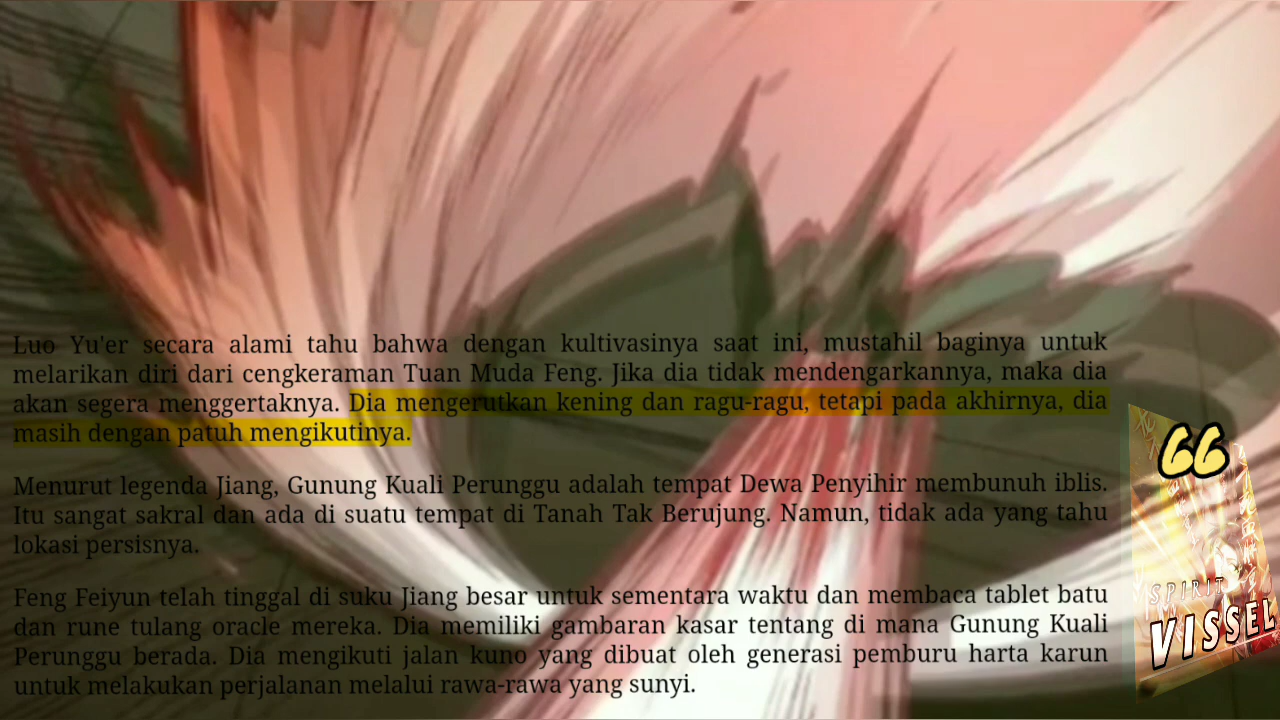 Luo Yu'er secara alami tahu bahwa dengan kultivasinya saat ini, mustahil baginya untuk
melarikan diri dari cengkeraman Tuan Muda Feng. Jika dia tidak mendengarkannya, maka dia
akan segera menggertaknya. Dia mengerutkan kening dan ragu-ragu, tetapi pada akhirnya, dia
masih dengan patuh mengikutinya.
Menurut legenda Jiang, Gunung Kuali Perunggu adalah tempat Dewa Penyihir membunuh iblis.
Itu sangat sakral dan ada di suatu tempat di Tanah Tak Berujung. Namun, tidak ada yang tahu
lokasi persisnya.
Feng Feiyun telah tinggal di suku Jiang besar untuk sementara waktu dan membaca tablet batu
dan rune tulang oracle mereka. Dia memiliki gambaran kasar tentang di mana Gunung Kuali
Perunggu berada. Dia mengikuti jalan kuno yang dibuat oleh generasi pemburu harta karun
untuk melakukan perjalanan melalui rawa-rawa yang sunyi.
66
SPIRIT
VISSEL